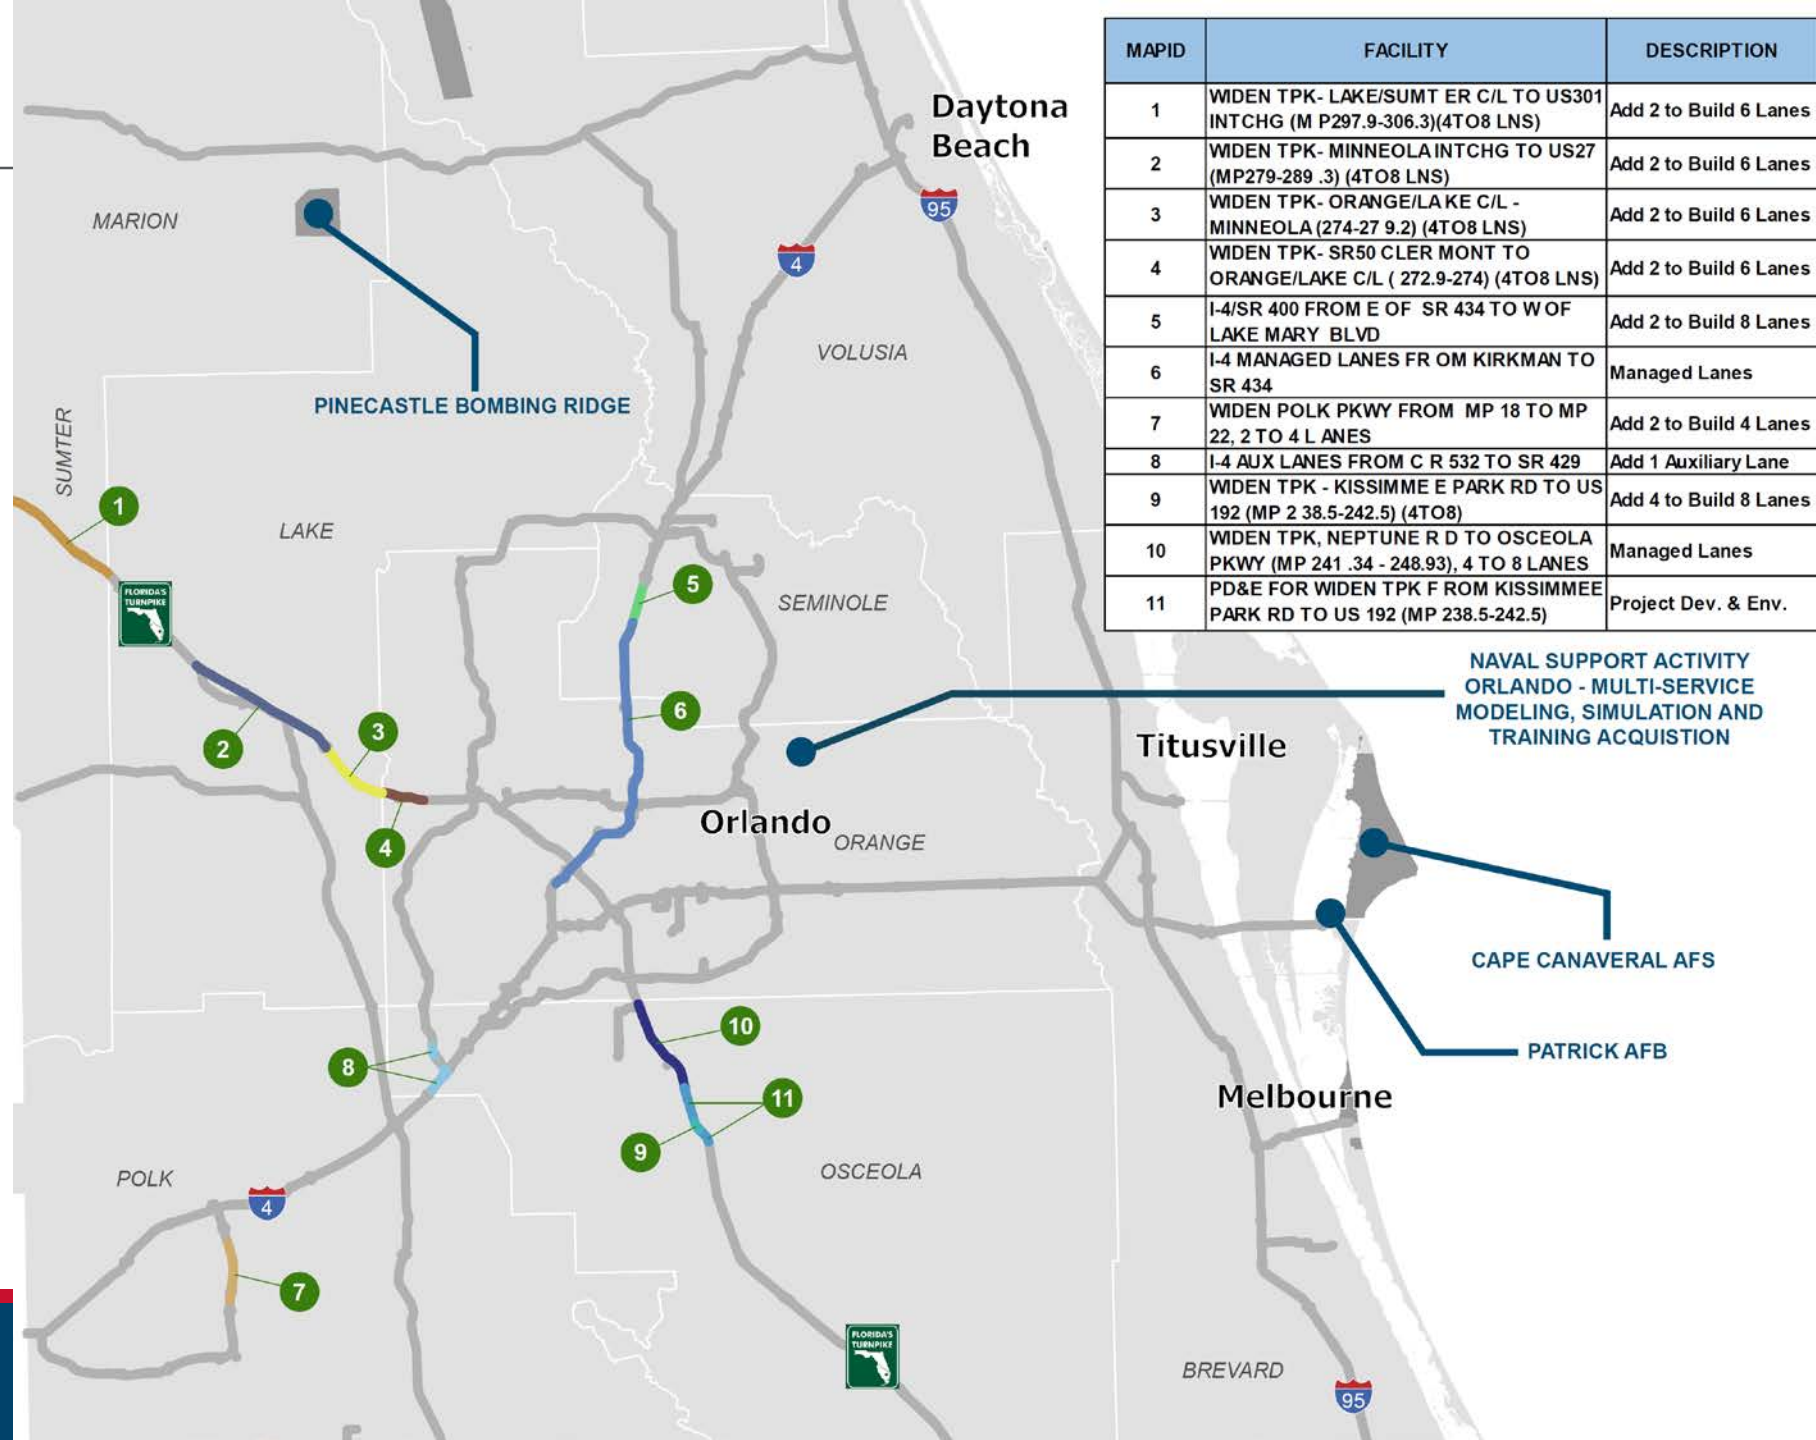 MAPID FACILITY DESCRIPTION
1 WIDEN TPK- LAKE/SUMT ER C/L TO US301 Add 2 to Build 6 Lanes
INTCHG (M P297.9-306.3)(4TO8 LNS)
2 WIDEN TPK- MINNEOLA INTCHG TO US27 Add 2 to Build 6 Lanes
(MP279-289 .3) (4TO8 LNS)
3 WIDEN TPK- ORANGE/LA KE C/L - Add 2 to Build 6 Lanes
MINNEOLA (274-27 9.2) (4TO8 LNS)
4 WIDEN TPK- SR50 CLER MONT TO Add 2 to Build 6 Lanes
ORANGE/LAKE C/L ( 272.9-274) (4TO8 LNS)
5 I-4/SR 400 FROM E OF SR 434 TO W OF Add 2 to Build 8 Lanes
LAKE MARY BLVD
6 I-4 MANAGED LANES FR OM KIRKMAN TO Managed Lanes
SR 434
7 WIDEN POLK PKWY FROM MP 18 TO MP Add 2 to Build 4 Lanes
22, 2 TO 4 L ANES
8 I-4 AUX LANES FROM C R 532 TO SR 429 Add 1 Auxiliary Lane
9 WIDEN TPK - KISSIMME E PARK RD TO US Add 4 to Build 8 Lanes
192 (MP 2 38.5-242.5) (4TO8)
10 WIDEN TPK, NEPTUNE R D TO OSCEOLA Managed Lanes
PKWY (MP 241 .34 - 248.93), 4 TO 8 LANES
11 PD&E FOR WIDEN TPK F ROM KISSIMMEE Project Dev. & Env.
PARK RD TO US 192 (MP 238.5-242.5)
Daytona
Beach
95
MARION
4
VOLUSIA
PINECASTLE BOMBING RIDGE
SUMTER
1
LAKE
FLORIDA'S
TURNPIKE
5
SEMINOLE
NAVAL SUPPORT ACTIVITY
ORLANDO - MULTI-SERVICE
MODELING, SIMULATION AND
TRAINING ACQUISTION
6
3
2
Titusville
Orlando
ORANGE
4
CAPE CANAVERAL AFS
10
PATRICK AFB
8
11
Melbourne
9
POLK
OSCEOLA
4
7
FLORIDA'S
TURNPIKE
BREVARD
95